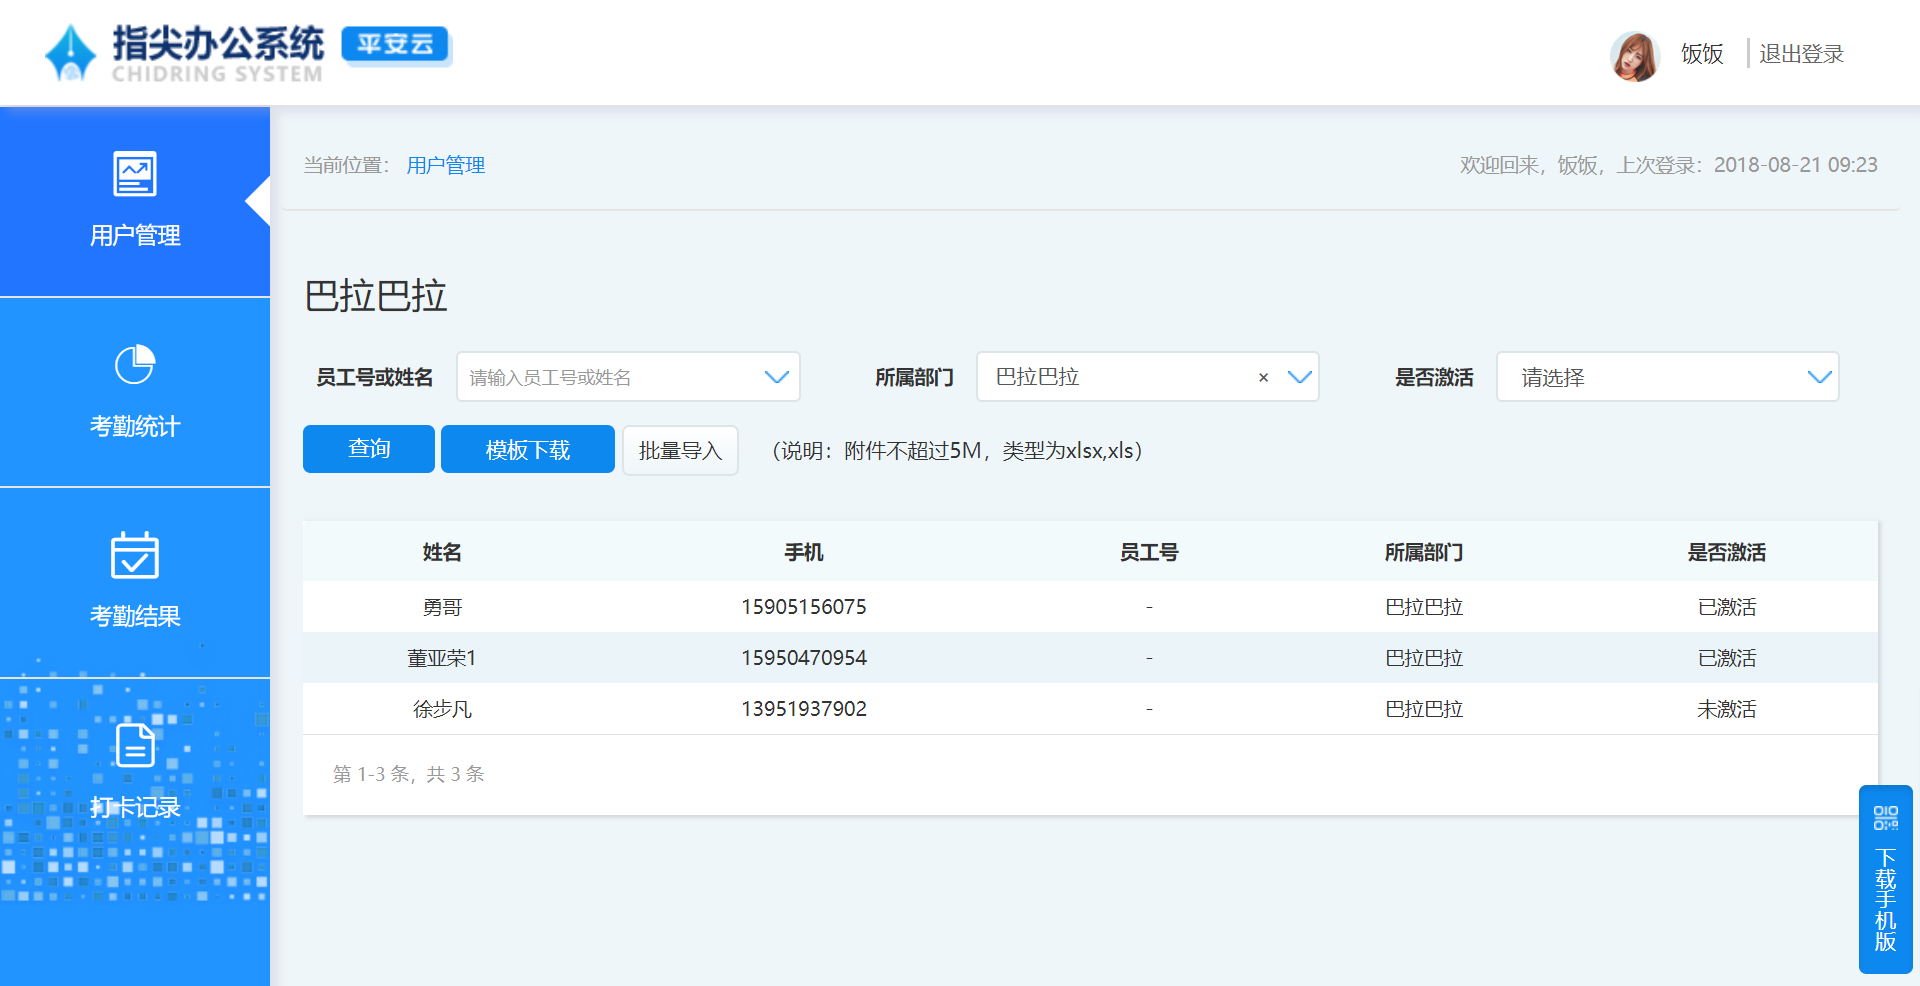 指尖办公系统 平安云
CHIDRING SYSTEM
饭饭 退出登录
用户管理
考勤统计
考勤结果
打卡记录
当前位置： 用户管理
欢迎回来，饭饭，上次登录：2018-08-21 09:23
巴拉巴拉
员工号或姓名 请输入员工号或姓名 所属部门 巴拉巴拉 × 是否激活 请选择
查询 模板下载 批量导入 （说明：附件不超过5M，类型为xlsx,xls）
姓名 手机 员工号 所属部门 是否激活
勇哥 15905156075 - 巴拉巴拉 已激活
董亚荣1 15950470954 - 巴拉巴拉 已激活
徐步凡 13951937902 - 巴拉巴拉 未激活
第 1-3 条，共 3 条
下载手机版